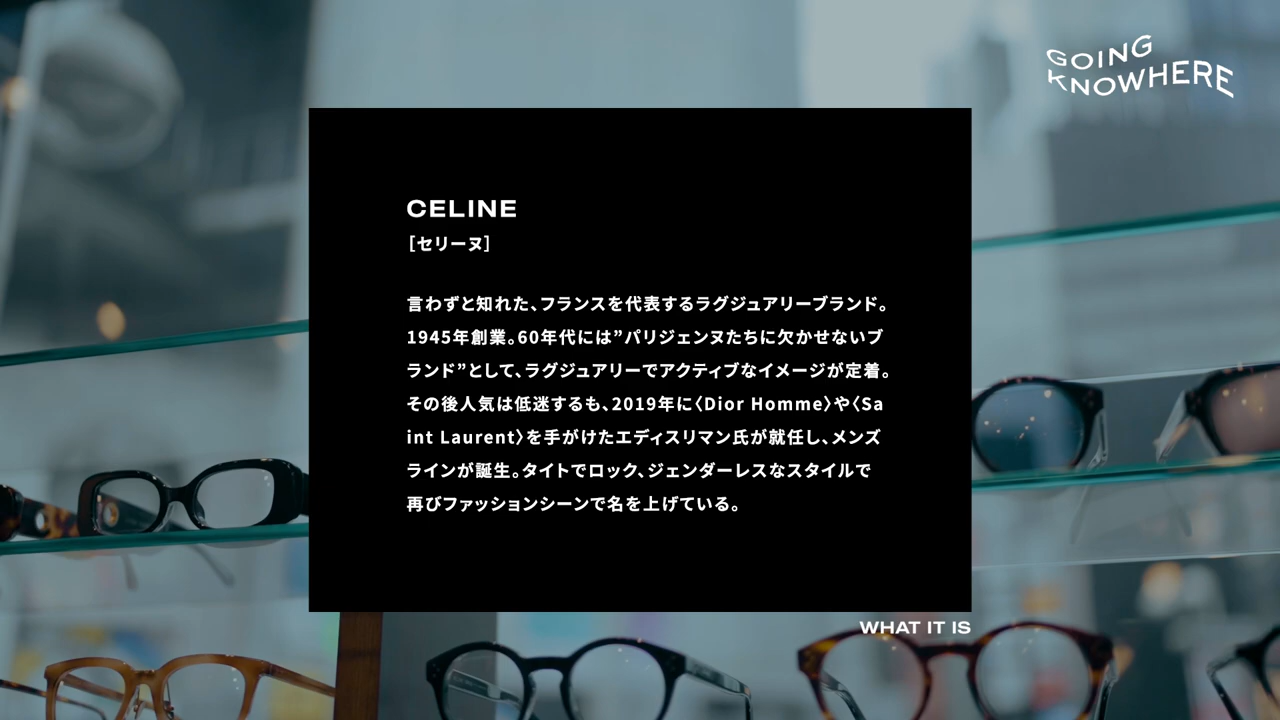 GOING
KNOWHERE
CELINE
［セリーヌ］
言わずと知れた、フランスを代表するラグジュアリーブランド。
1945年創業。60年代には”パリジェンヌたちに欠かせないブ
ランド”として、ラグジュアリーでアクティブなイメージが定着。
その後人気は低迷するも、2019年に〈Dior Homme〉や〈Sa
int Laurent〉を手がけたエディスリマン氏が就任し、メンズ
ラインが誕生。タイトでロック、ジェンダーレスなスタイルで
再びファッションシーンで名を上げている。
WHAT IT IS